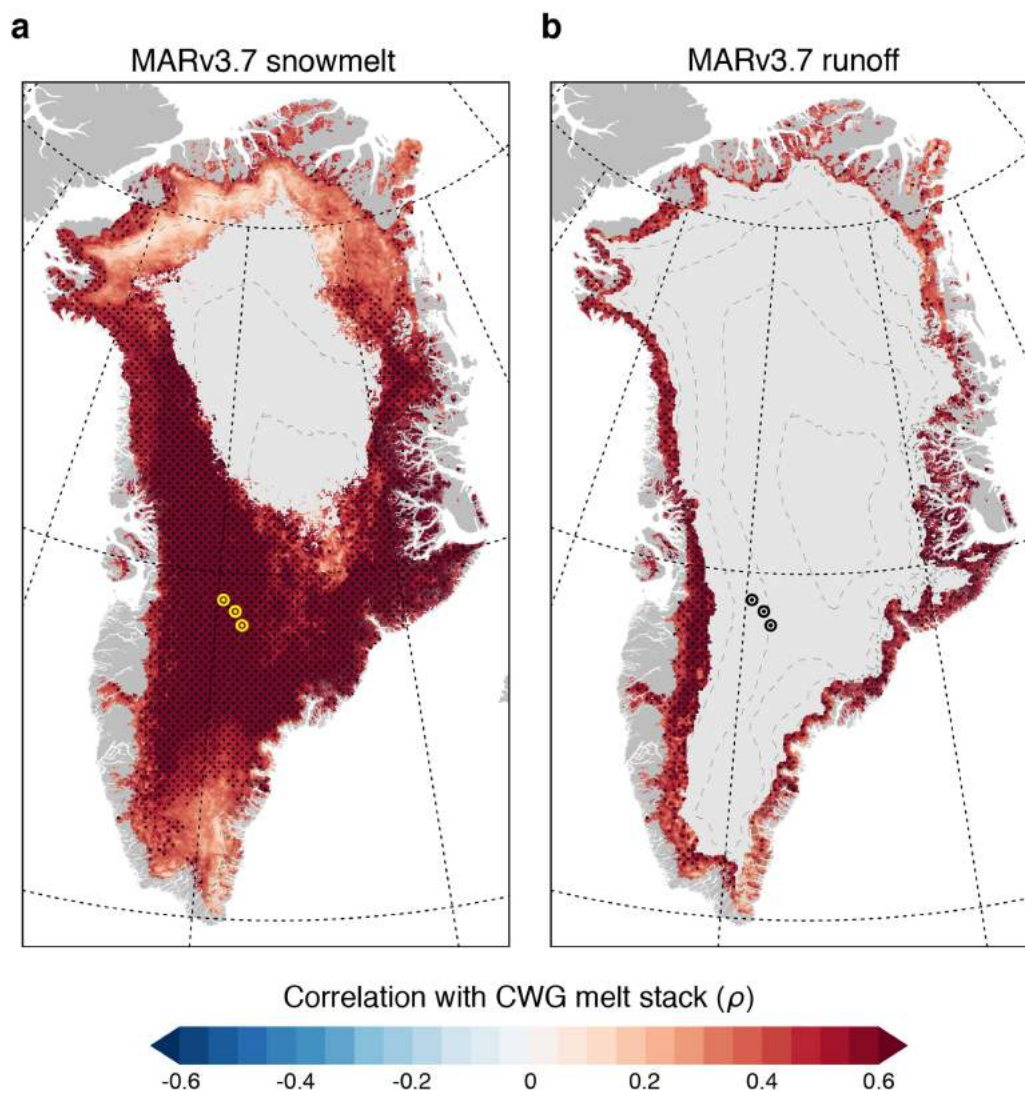 a
MARv3.7 snowmelt
b
MARv3.7 runoff
Correlation with CWG melt stack (ρ)
-0.6 -0.4 -0.2 0 0.2 0.4 0.6